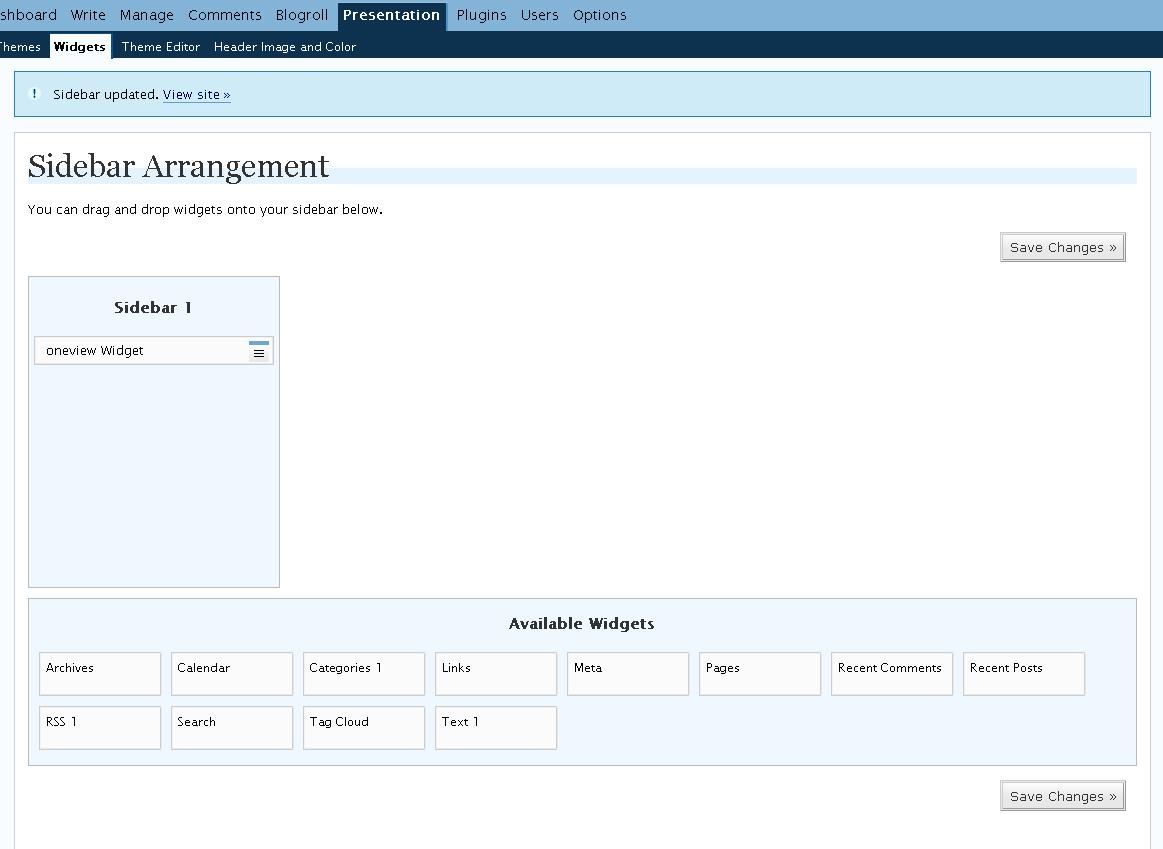 shboard Write Manage Comments Blogroll Presentation Plugins Users Options
Themes Widgets Theme Editor Header Image and Color
! Sidebar updated. View site »
Sidebar Arrangement
You can drag and drop widgets onto your sidebar below.
Save Changes »
Sidebar 1
oneview Widget
Available Widgets
Archives Calendar Categories 1 Links Meta Pages Recent Comments Recent Posts
RSS 1 Search Tag Cloud Text 1
Save Changes »